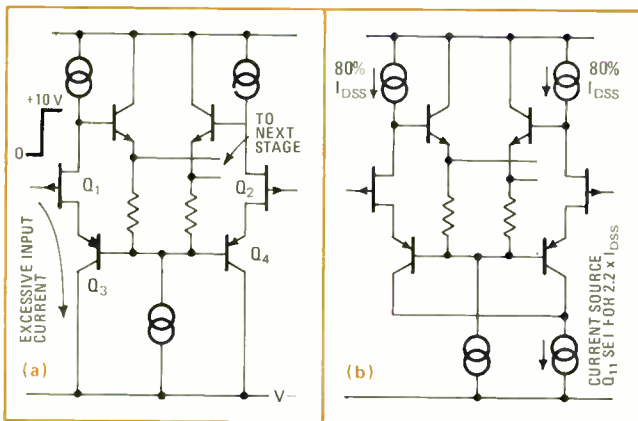 +10 V
0
TO
NEXT
STAGE
Q1
Q2
Q3
Q4
EXCESSIVE INPUT
CURRENT
V–
(a)
80%
IDSS
80%
IDSS
CURRENT SOURCE
Q11 SET FOR 2.2 x IDSS
(b)